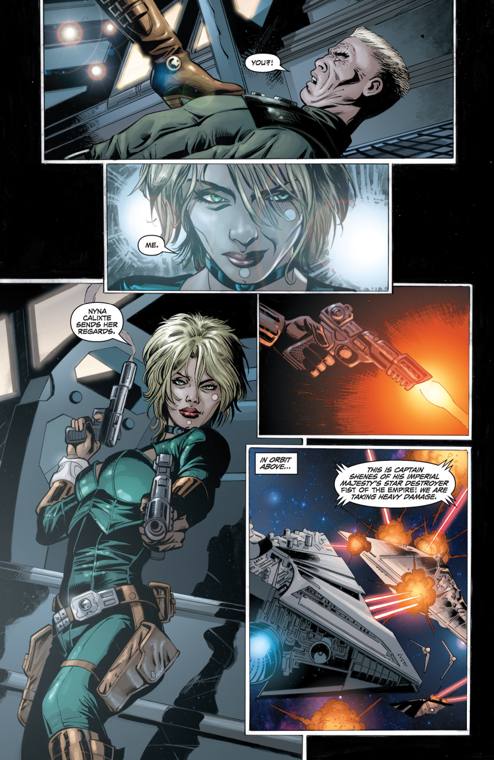 YOU?!
ME.
NYNA
CALIXTE
SENDS HER
REGARDS.
IN ORBIT
ABOVE...
THIS IS CAPTAIN
SHENES OF HIS IMPERIAL
MAJESTY'S STAR DESTROYER
FIST OF THE EMPIRE! WE ARE
TAKING HEAVY DAMAGE.